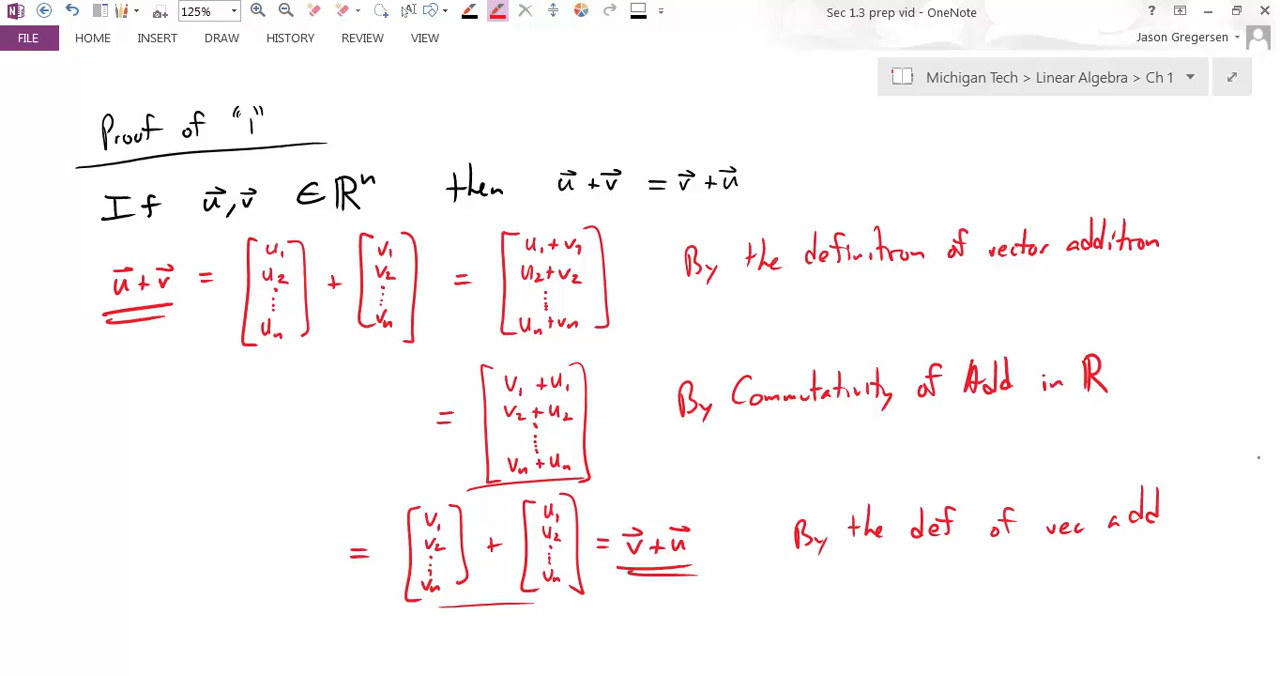 125%
Sec 1.3 prep vid - OneNote
?
FILE HOME INSERT DRAW HISTORY REVIEW VIEW
Jason Gregersen
Michigan Tech > Linear Algebra > Ch 1
Proof of "1"
If u⃗, v⃗ ∈ ℝⁿ then u⃗ + v⃗ = v⃗ + u⃗
u⃗ + v⃗ = [u₁ u₂ ⋮ uₙ] + [v₁ v₂ ⋮ vₙ] = [u₁ + v₁ u₂ + v₂ ⋮ uₙ + vₙ] By the definition of vector addition
= [v₁ + u₁ v₂ + u₂ ⋮ vₙ + uₙ] By Commutativity of Add in ℝ
= [v₁ v₂ ⋮ vₙ] + [u₁ u₂ ⋮ uₙ] = v⃗ + u⃗ By the def of vec add